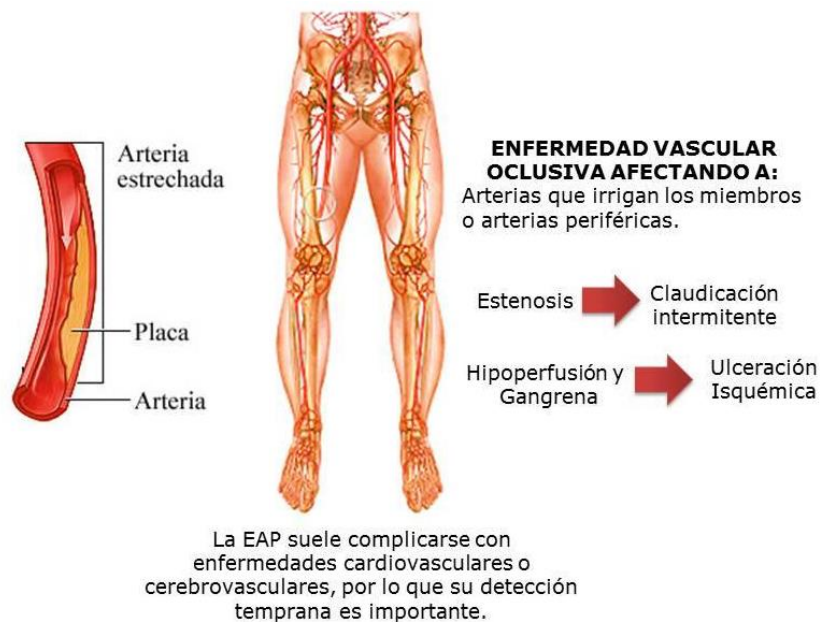 Arteria
estrechada
Placa
Arteria
ENFERMEDAD VASCULAR
OCLUSIVA AFECTANDO A:
Arterias que irrigan los miembros
o arterias periféricas.
Estenosis
Claudicación
intermitente
Hipoperfusión y
Gangrena
Ulceración
Isquémica
La EAP suele complicarse con
enfermedades cardiovasculares o
cerebrovasculares, por lo que su detección
temprana es importante.